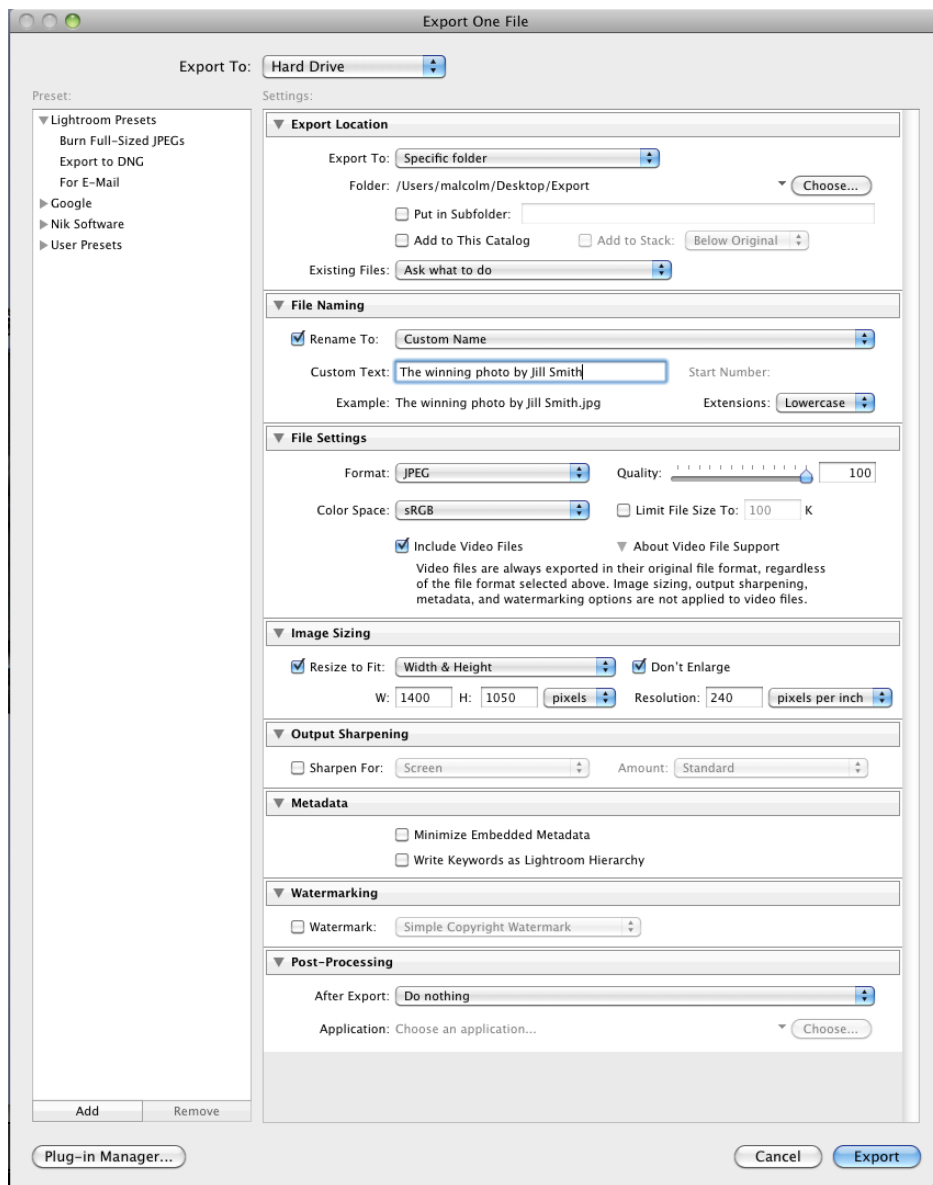 Export One File
Export To: Hard Drive
Preset:
Settings:
Lightroom Presets
Burn Full-Sized JPEGs
Export to DNG
For E-Mail
Google
Nik Software
User Presets
Add Remove
Export Location
Export To: Specific folder
Folder: /Users/malcolm/Desktop/Export Choose...
Put in Subfolder:
Add to This Catalog Add to Stack: Below Original
Existing Files: Ask what to do
File Naming
Rename To: Custom Name
Custom Text: The winning photo by Jill Smith Start Number:
Example: The winning photo by Jill Smith.jpg Extensions: Lowercase
File Settings
Format: JPEG Quality: 100
Color Space: sRGB Limit File Size To: 100 K
Include Video Files About Video File Support
Video files are always exported in their original file format, regardless
of the file format selected above. Image sizing, output sharpening,
metadata, and watermarking options are not applied to video files.
Image Sizing
Resize to Fit: Width & Height Don't Enlarge
W: 1400 H: 1050 pixels Resolution: 240 pixels per inch
Output Sharpening
Sharpen For: Screen Amount: Standard
Metadata
Minimize Embedded Metadata
Write Keywords as Lightroom Hierarchy
Watermarking
Watermark: Simple Copyright Watermark
Post-Processing
After Export: Do nothing
Application: Choose an application... Choose...
Plug-in Manager... Cancel Export